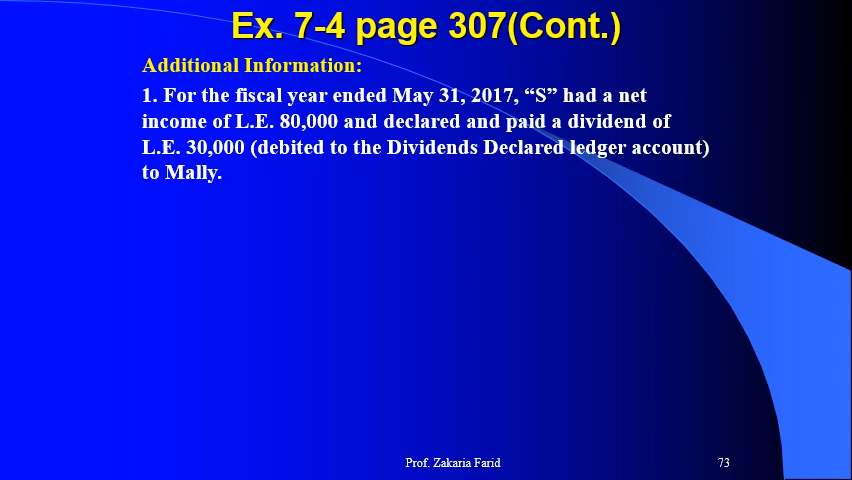 Ex. 7-4 page 307(Cont.)
Additional Information:
1. For the fiscal year ended May 31, 2017, “S” had a net
income of L.E. 80,000 and declared and paid a dividend of
L.E. 30,000 (debited to the Dividends Declared ledger account)
to Mally.
Prof. Zakaria Farid
73